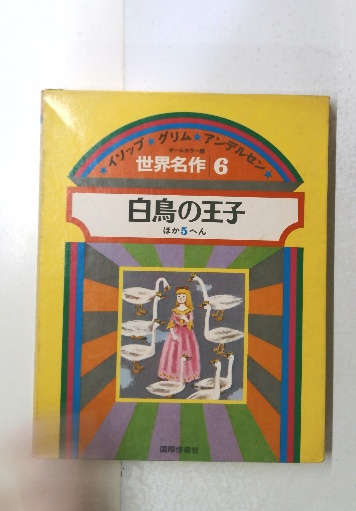 ★イソップ★グリム★アンデルセン★
オールカラー版
世界名作 6
白鳥の王子
ほか5へん
国際情報社